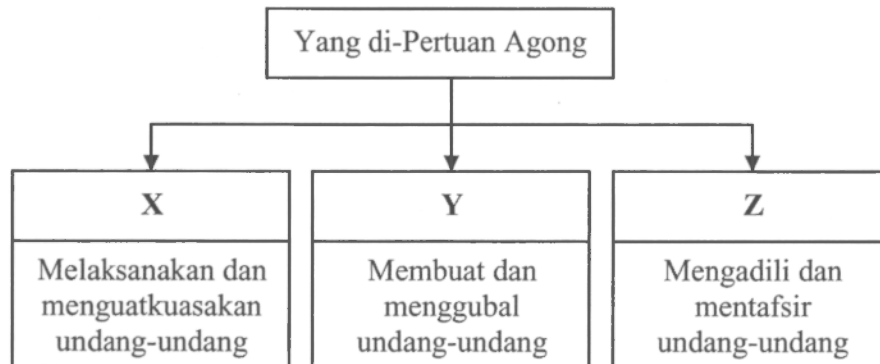 Yang di-Pertuan Agong
X
Melaksanakan dan
menguatkuasakan
undang-undang
Y
Membuat dan
menggubal
undang-undang
Z
Mengadili dan
mentafsir
undang-undang